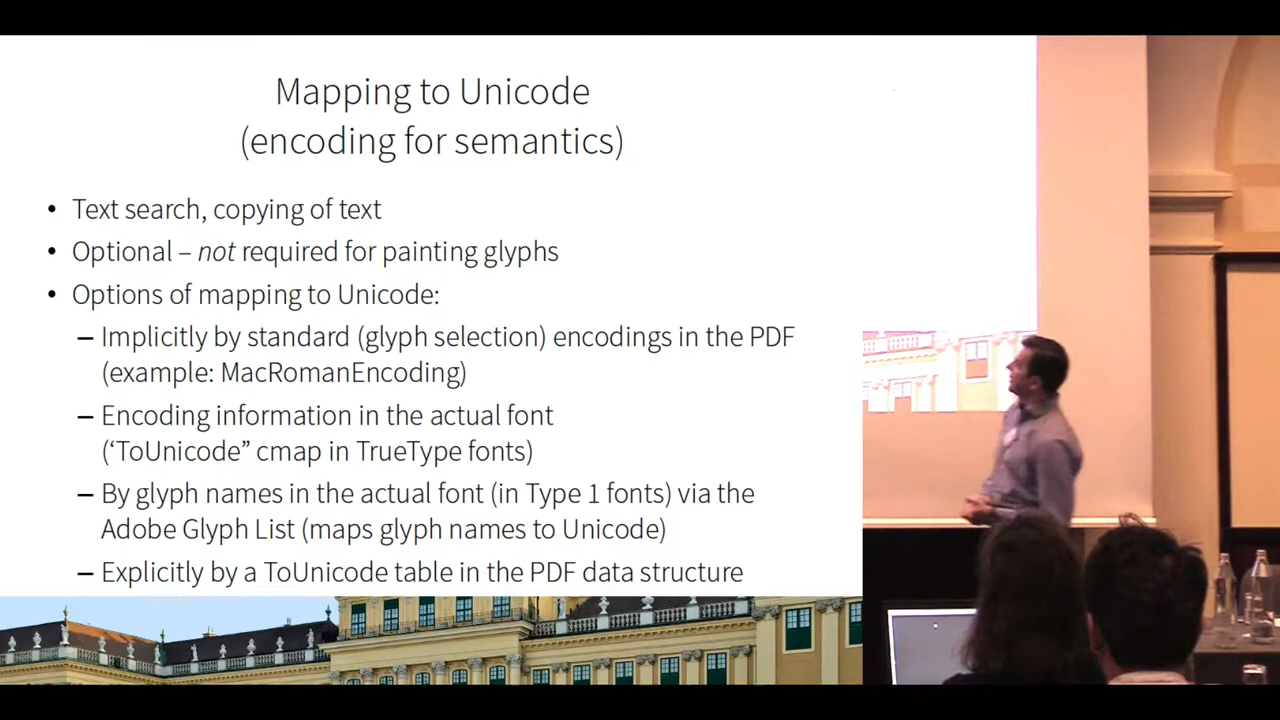 Mapping to Unicode
(encoding for semantics)
• Text search, copying of text
• Optional – not required for painting glyphs
• Options of mapping to Unicode:
– Implicitly by standard (glyph selection) encodings in the PDF
(example: MacRomanEncoding)
– Encoding information in the actual font
(‘ToUnicode” cmap in TrueType fonts)
– By glyph names in the actual font (in Type 1 fonts) via the
Adobe Glyph List (maps glyph names to Unicode)
– Explicitly by a ToUnicode table in the PDF data structure